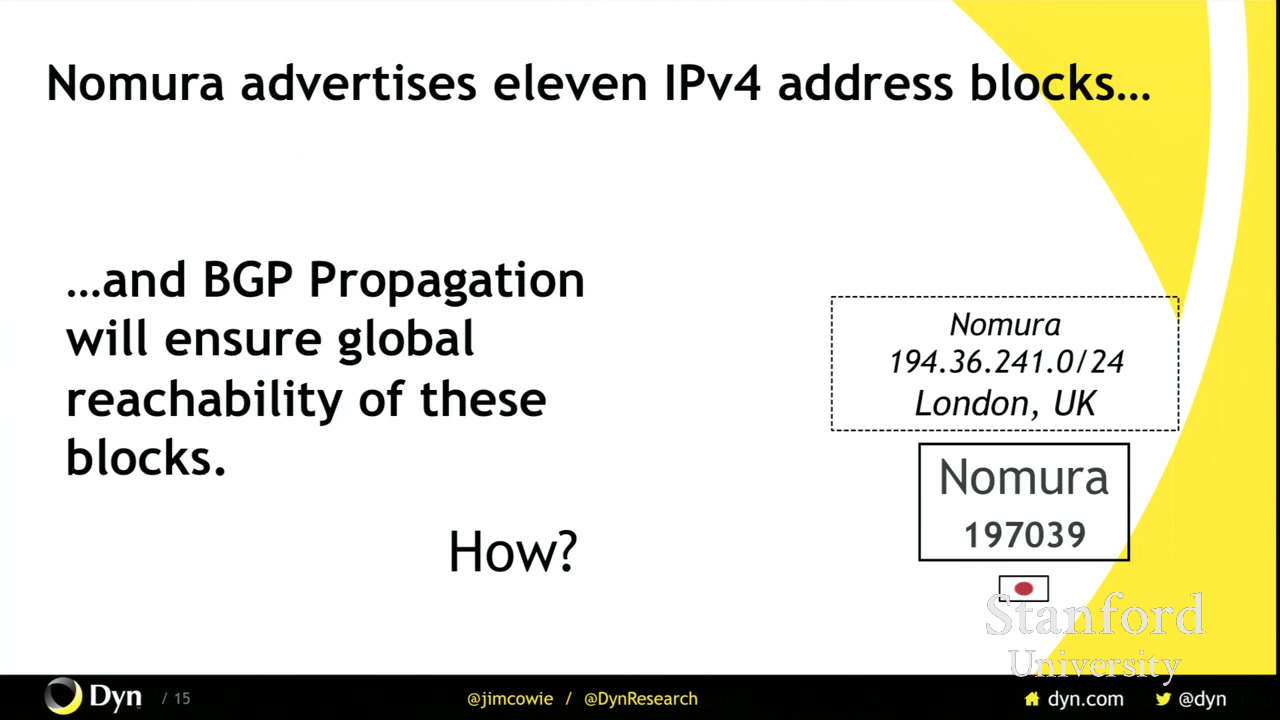 Nomura advertises eleven IPv4 address blocks…
…and BGP Propagation
will ensure global
reachability of these
blocks.
How?
Nomura
194.36.241.0/24
London, UK
Nomura
197039
Stanford
University
Dyn
/ 15
@jimcowie / @DynResearch
dyn.com
@dyn